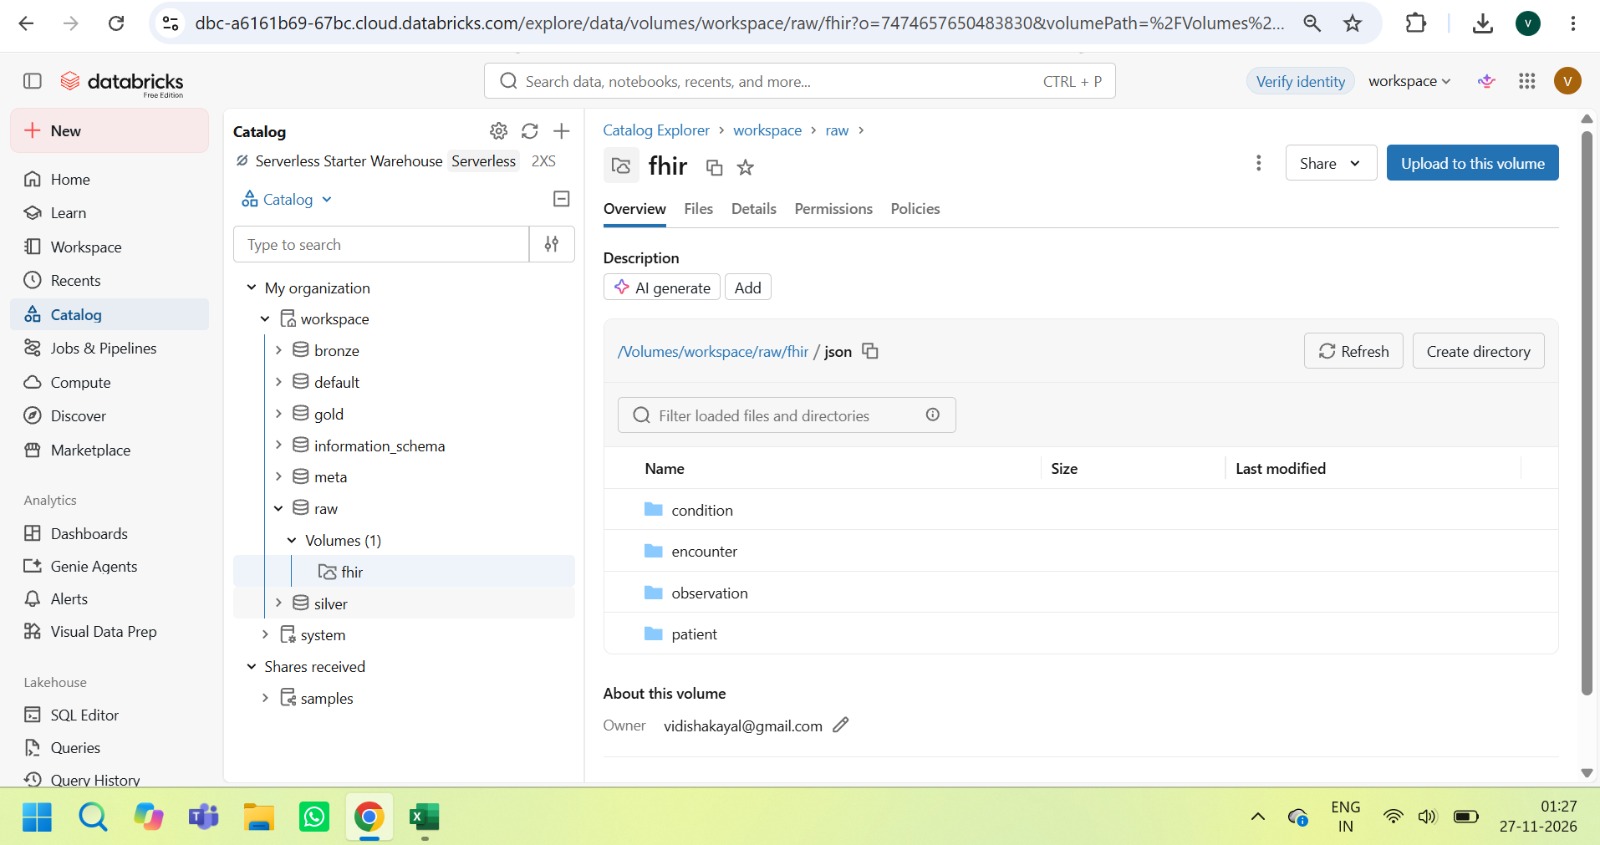 dbc-a6161b69-67bc.cloud.databricks.com/explore/data/volumes/workspace/raw/fhir?o=7474657650483830&volumePath=%2FVolumes%2...
V
databricks
Free Edition
Search data, notebooks, recents, and more... CTRL + P
Verify identity
workspace
V
New
Home
Learn
Workspace
Recents
Catalog
Jobs & Pipelines
Compute
Discover
Marketplace
Analytics
Dashboards
Genie Agents
Alerts
Visual Data Prep
Lakehouse
SQL Editor
Queries
Query History
Catalog
Serverless Starter Warehouse Serverless 2XS
Catalog
Type to search
My organization
workspace
bronze
default
gold
information_schema
meta
raw
Volumes (1)
fhir
silver
system
Shares received
samples
Catalog Explorer > workspace > raw >
fhir
Share
Upload to this volume
Overview Files Details Permissions Policies
Description
AI generate
Add
/Volumes/workspace/raw/fhir / json
Refresh
Create directory
Filter loaded files and directories
Name Size Last modified
condition
encounter
observation
patient
About this volume
Owner vidishakayal@gmail.com
ENG
IN
01:27
27-11-2026